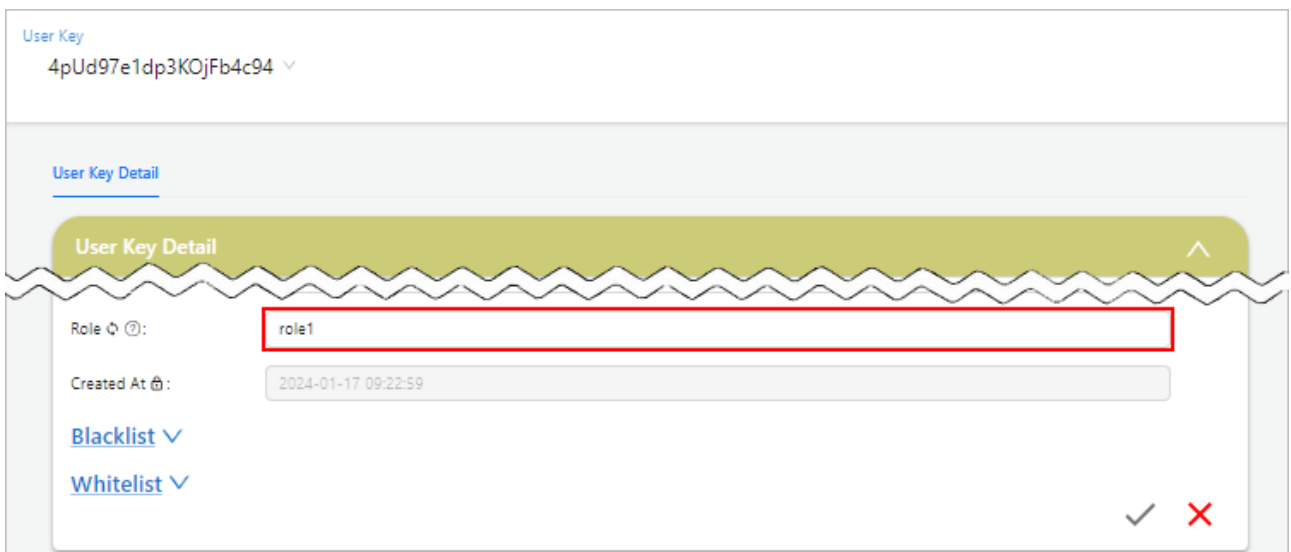 User Key
4pUd97e1dp3KOjFb4c94
User Key Detail
User Key Detail
Role ?:
role1
Created At :
2024-01-17 09:22:59
Blacklist
Whitelist